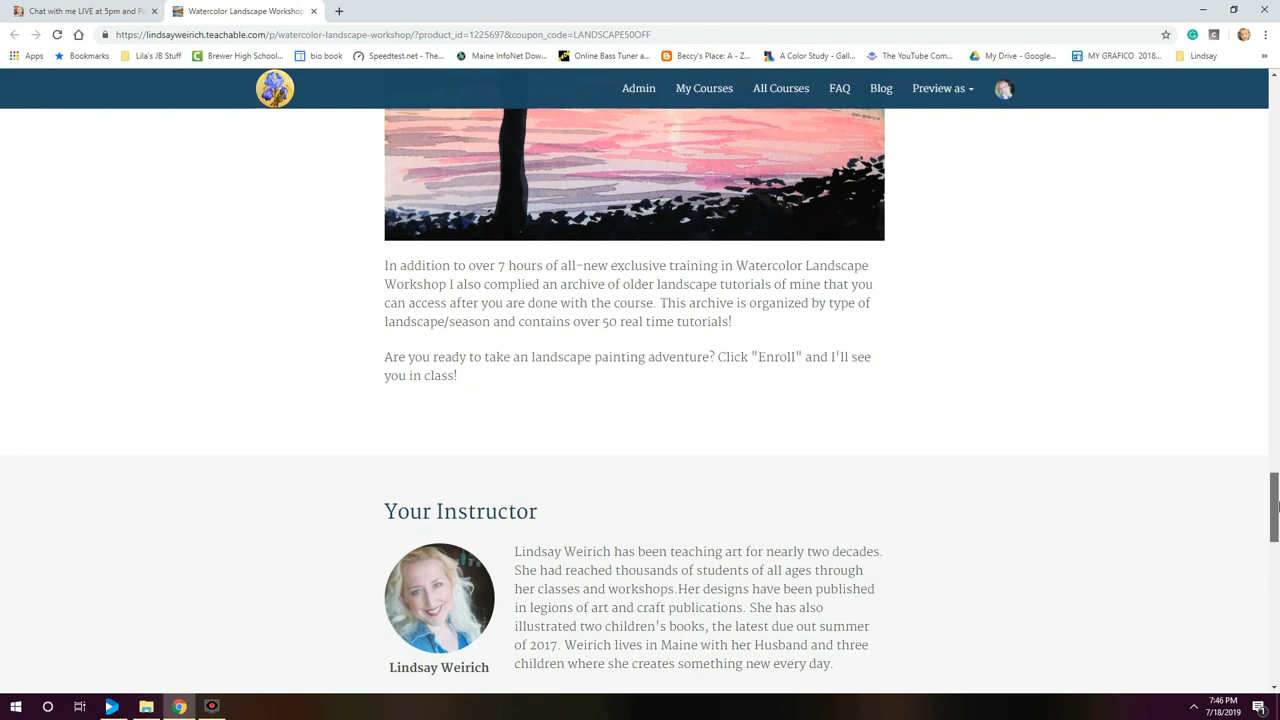 Chat with me LIVE at 5pm and Pa
Watercolor Landscape Workshop
https://lindsayweirich.teachable.com/p/watercolor-landscape-workshop/?product_id=1225697&coupon_code=LANDSCAPE50OFF
Apps Bookmarks Lila's JB Stuff Brewer High School... bio book Speedtest.net - The... Maine InfoNet Dow... Online Bass Tuner a... Beccy's Place: A - Z... A Color Study - Gall... The YouTube Com... My Drive - Google... MY GRAFICO 2018... Lindsay »
Admin My Courses All Courses FAQ Blog Preview as
In addition to over 7 hours of all-new exclusive training in Watercolor Landscape
Workshop I also complied an archive of older landscape tutorials of mine that you
can access after you are done with the course. This archive is organized by type of
landscape/season and contains over 50 real time tutorials!
Are you ready to take an landscape painting adventure? Click "Enroll" and I'll see
you in class!
Your Instructor
Lindsay Weirich has been teaching art for nearly two decades.
She had reached thousands of students of all ages through
her classes and workshops.Her designs have been published
in legions of art and craft publications. She has also
illustrated two children's books, the latest due out summer
of 2017. Weirich lives in Maine with her Husband and three
children where she creates something new every day.
Lindsay Weirich
7:46 PM
7/18/2019